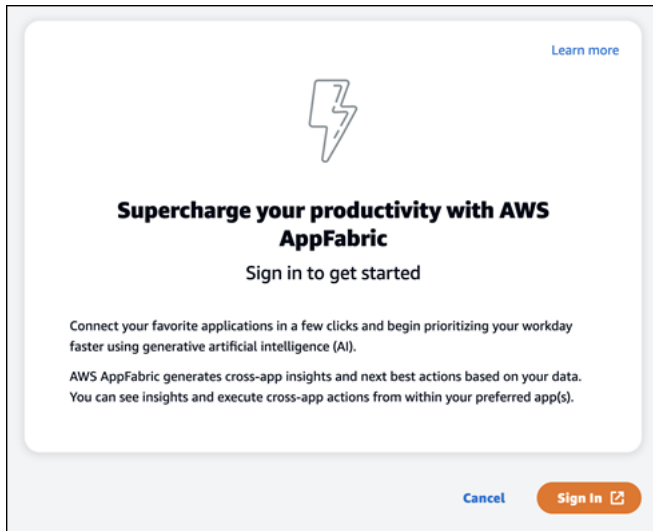 Learn more
Supercharge your productivity with AWS
AppFabric
Sign in to get started
Connect your favorite applications in a few clicks and begin prioritizing your workday
faster using generative artificial intelligence (AI).
AWS AppFabric generates cross-app insights and next best actions based on your data.
You can see insights and execute cross-app actions from within your preferred app(s).
Cancel
Sign In